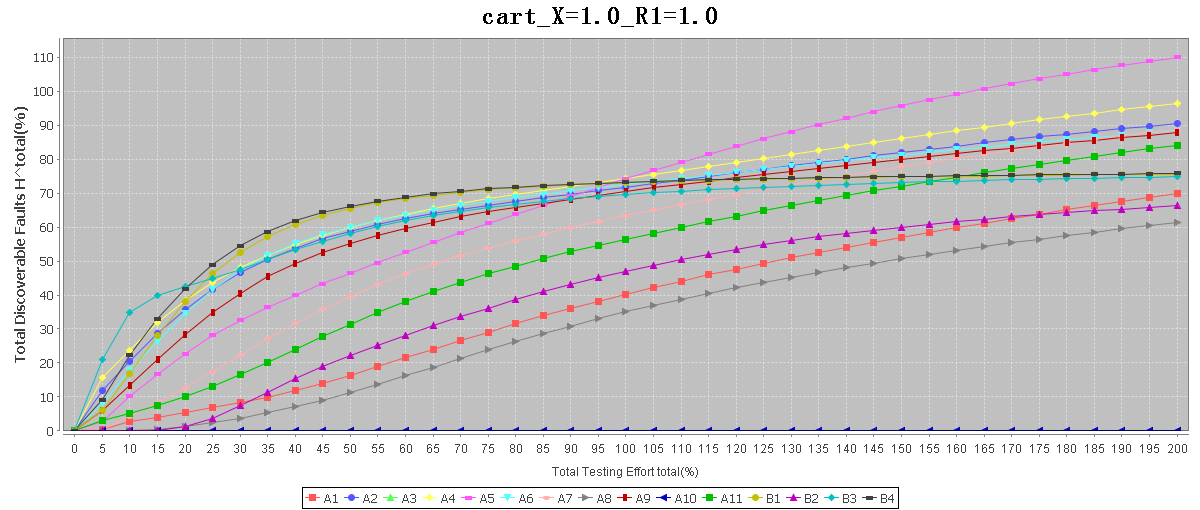 cart_X=1.0_R1=1.0
Total Discoverable Faults H^total(%)
110
100
90
80
70
60
50
40
30
20
10
0
0 5 10 15 20 25 30 35 40 45 50 55 60 65 70 75 80 85 90 95 100 105 110 115 120 125 130 135 140 145 150 155 160 165 170 175 180 185 190 195 200
Total Testing Effort total(%)
A1 A2 A3 A4 A5 A6 A7 A8 A9 A10 A11 B1 B2 B3 B4